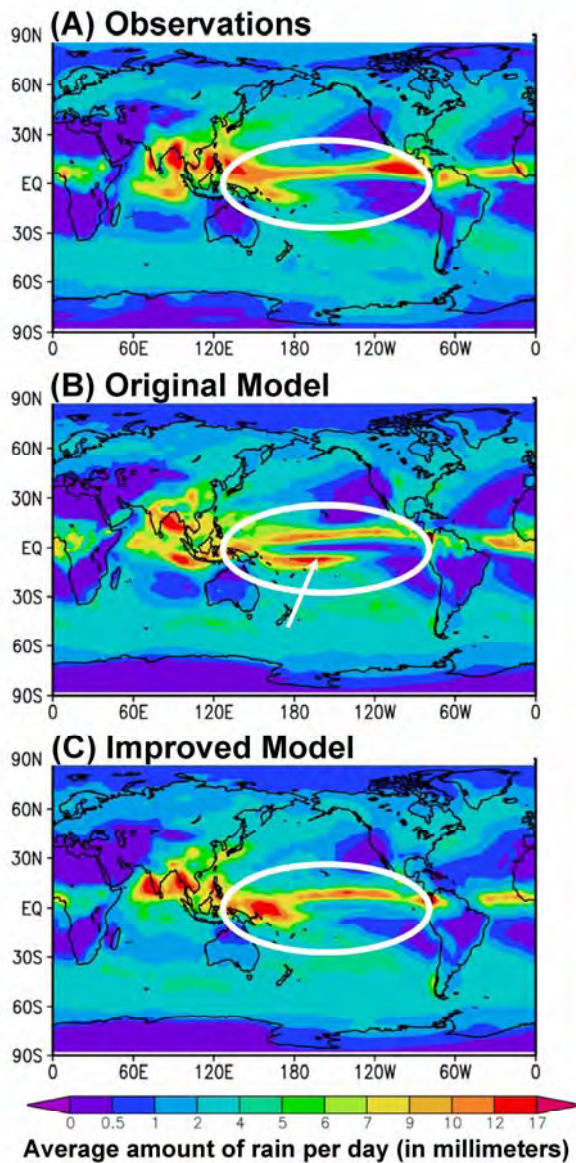 (A) Observations
90N
60N
30N
EQ
30S
60S
90S
0 60E 120E 180 120W 60W 0
(B) Original Model
90N
60N
30N
EQ
30S
60S
90S
0 60E 120E 180 120W 60W 0
(C) Improved Model
90N
60N
30N
EQ
30S
60S
90S
0 60E 120E 180 120W 60W 0
0 0.5 1 2 4 5 6 7 9 10 12 17
Average amount of rain per day (in millimeters)